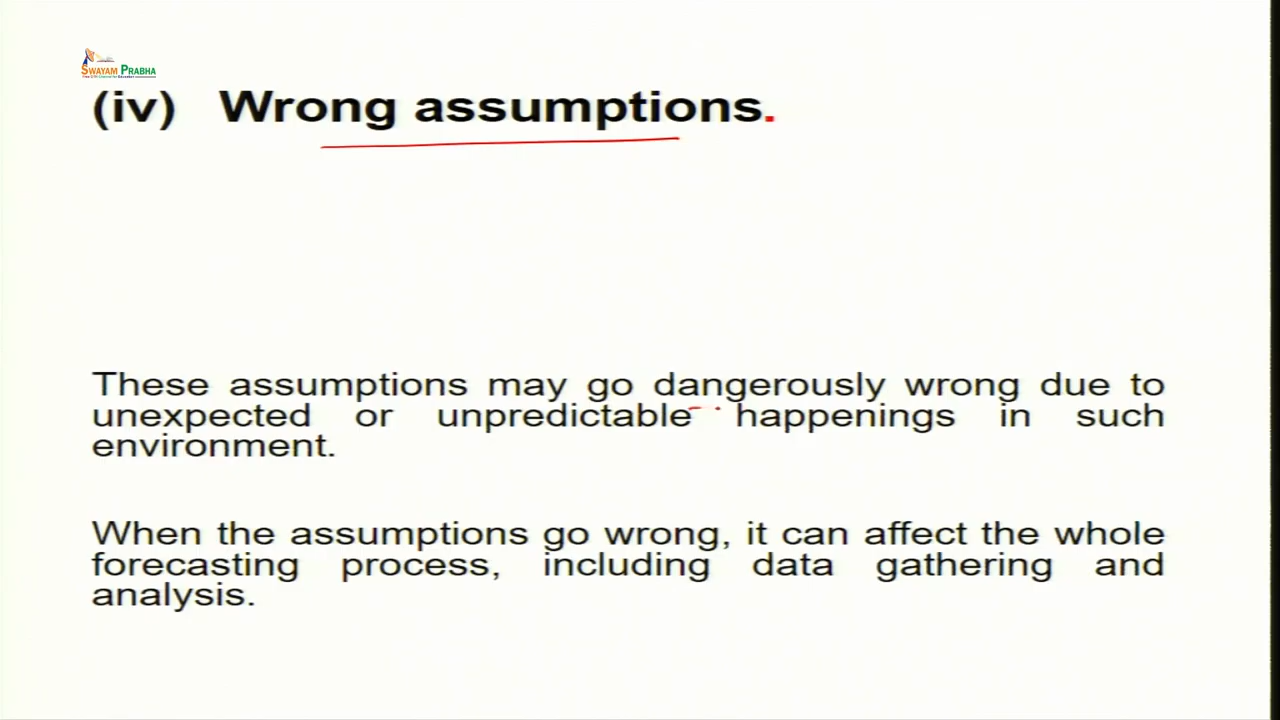 SWAYAM PRABHA
(iv) Wrong assumptions.
These assumptions may go dangerously wrong due to
unexpected or unpredictable happenings in such
environment.
When the assumptions go wrong, it can affect the whole
forecasting process, including data gathering and
analysis.